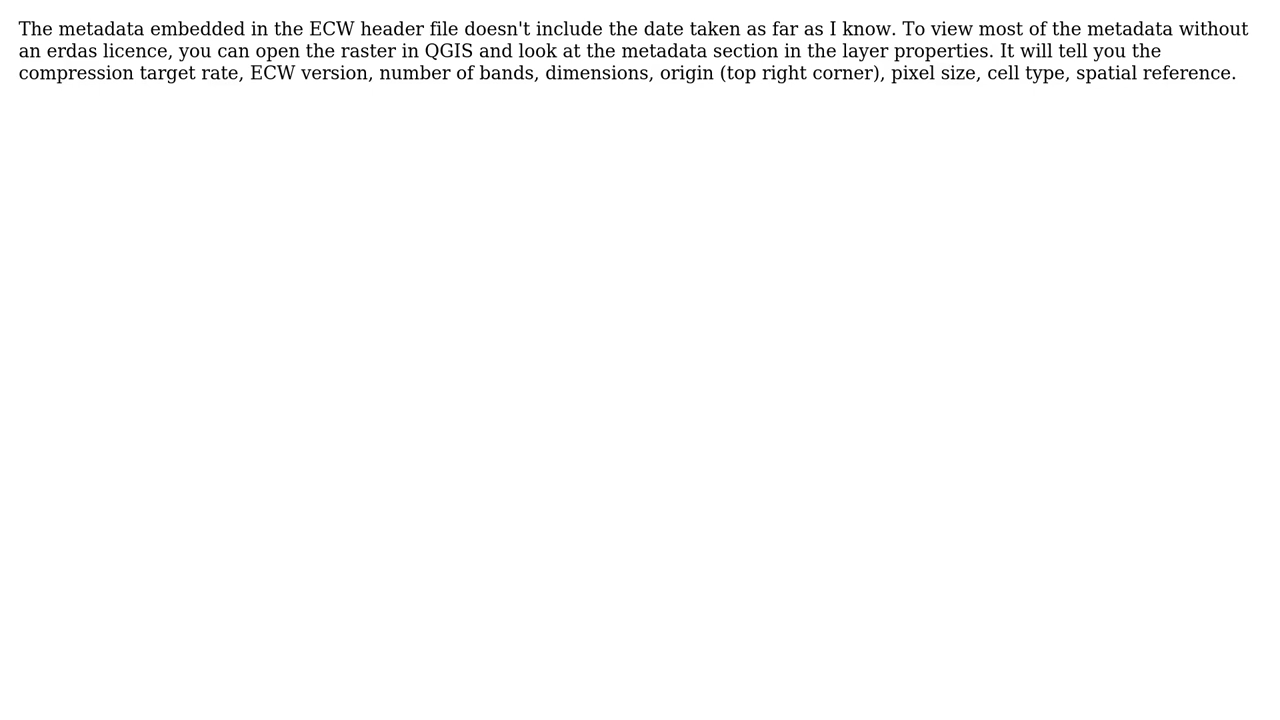 The metadata embedded in the ECW header file doesn't include the date taken as far as I know. To view most of the metadata without
an erdas licence, you can open the raster in QGIS and look at the metadata section in the layer properties. It will tell you the
compression target rate, ECW version, number of bands, dimensions, origin (top right corner), pixel size, cell type, spatial reference.